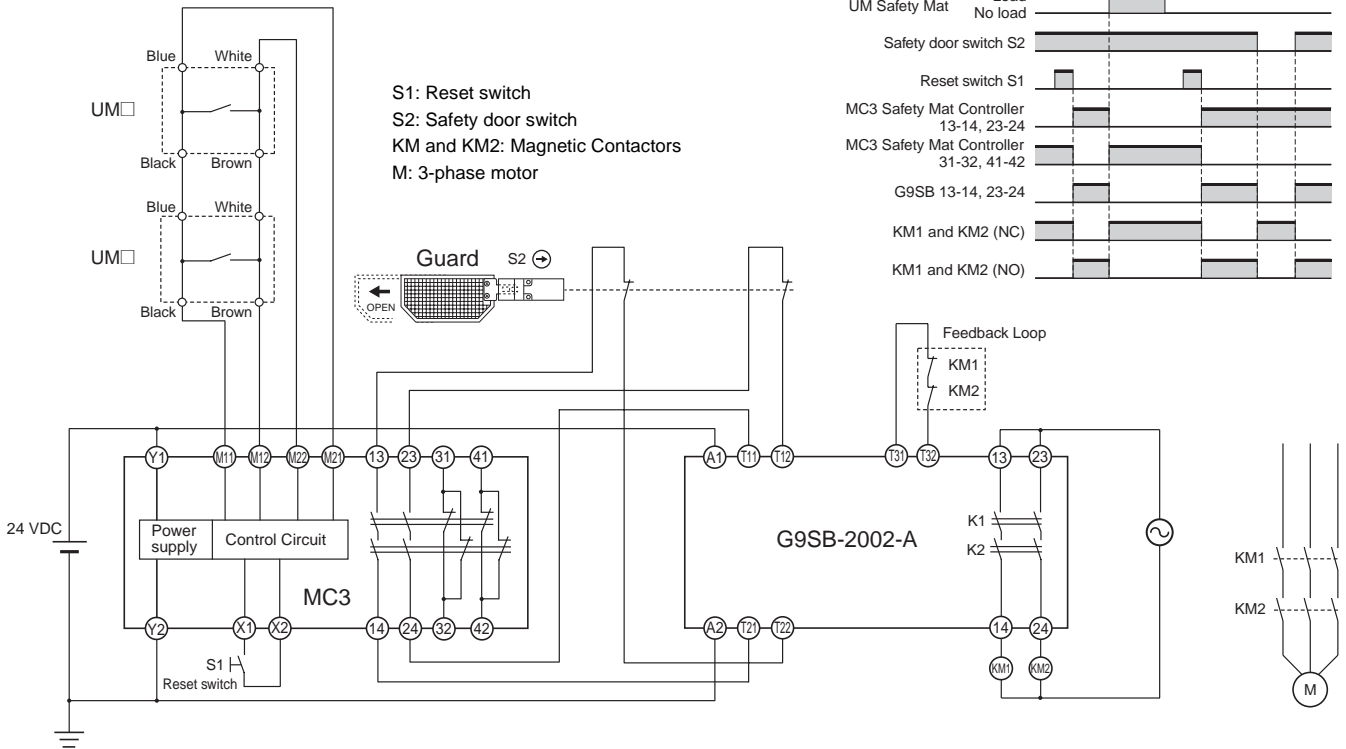 Load
UM Safety Mat
No load
Safety door switch S2
Reset switch S1
MC3 Safety Mat Controller
13-14, 23-24
MC3 Safety Mat Controller
31-32, 41-42
G9SB 13-14, 23-24
KM1 and KM2 (NC)
KM1 and KM2 (NO)
Blue White
UM□
Black Brown
Blue White
UM□
Black Brown
S1: Reset switch
S2: Safety door switch
KM and KM2: Magnetic Contactors
M: 3-phase motor
Guard S2
OPEN
Feedback Loop
KM1
KM2
Y1 M11 M12 M22 M21 13 23 31 41
A1 T11 T12 T31 T32 13 23
24 VDC
Power
supply
Control Circuit
MC3
K1
K2
G9SB-2002-A
Y2 X1 X2 14 24 32 42
A2 T21 T22 14 24
S1
Reset switch
KM1 KM2
KM1
KM2
M